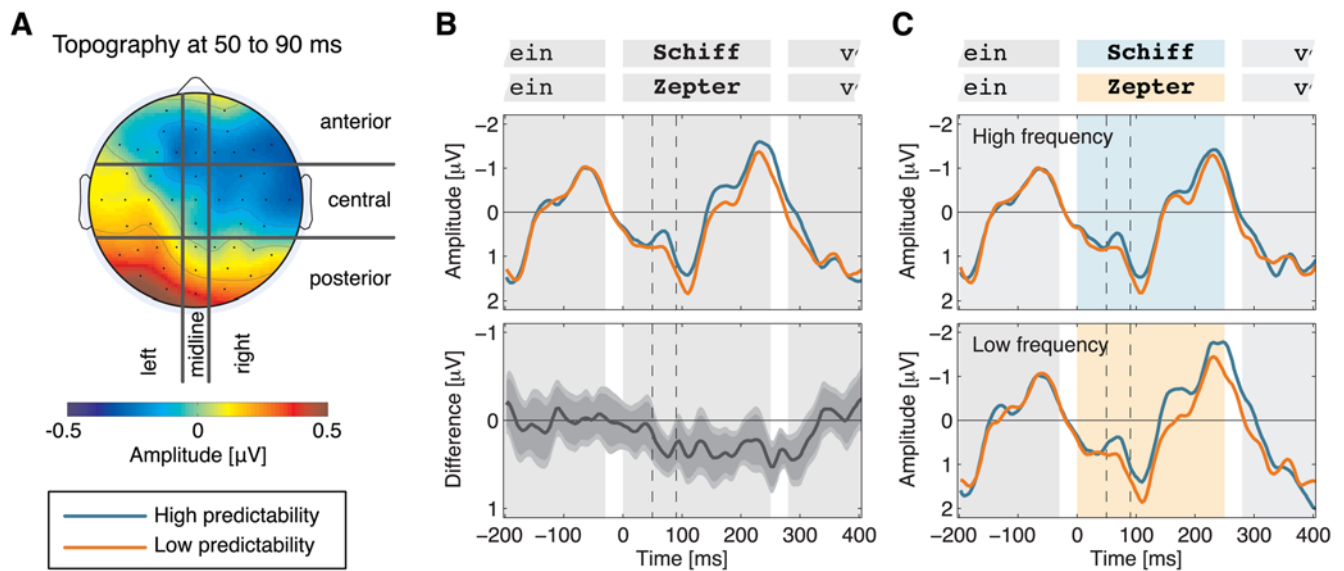 A
Topography at 50 to 90 ms
anterior
central
posterior
left
midline
right
-0.5 0 0.5
Amplitude [µV]
High predictability
Low predictability
B
ein Schiff v
ein Zepter v
−2
−1
0
1
2
Amplitude [µV]
-1
0
1
Difference [µV]
−200 −100 0 100 200 300 400
Time [ms]
C
ein Schiff v
ein Zepter v
High frequency
−2
−1
0
1
2
Amplitude [µV]
Low frequency
−2
−1
0
1
2
Amplitude [µV]
−200 −100 0 100 200 300 400
Time [ms]